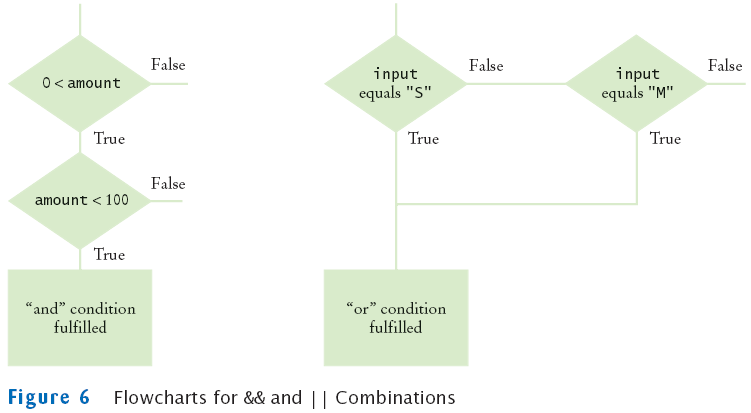 0 < amount
False
True
amount < 100
False
True
“and” condition
fulfilled
input
equals "S"
False
True
input
equals "M"
False
True
“or” condition
fulfilled
Figure 6 Flowcharts for && and || Combinations